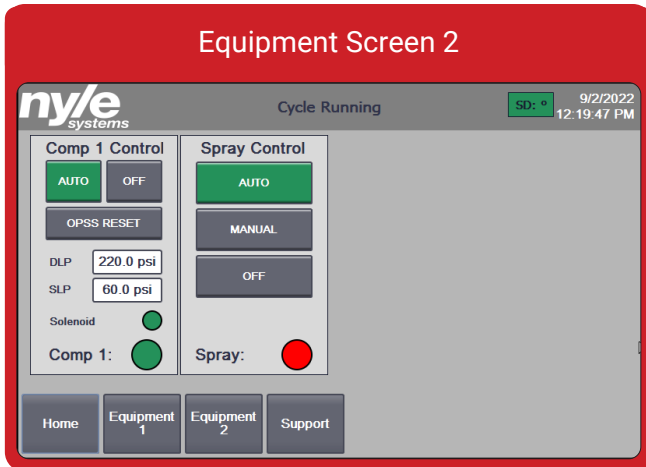 Equipment Screen 2
nyle
systems
Cycle Running
SD: º
9/2/2022
12:19:47 PM
Comp 1 Control
AUTO
OFF
OPSS RESET
DLP
220.0 psi
SLP
60.0 psi
Solenoid
Comp 1:
Spray Control
AUTO
MANUAL
OFF
Spray:
Home
Equipment
1
Equipment
2
Support